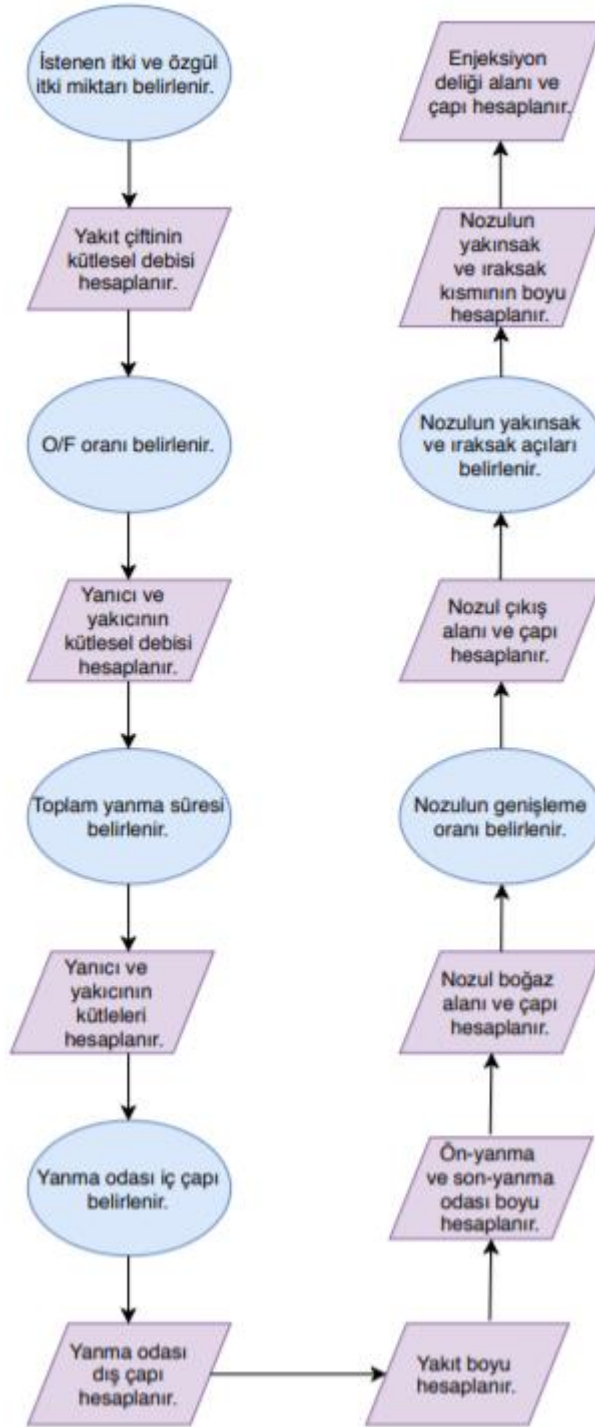 İstenen itki ve özgül
itki miktarı belirlenir.
Yakıt çiftinin
kütlesel debisi
hesaplanır.
O/F oranı belirlenir.
Yanıcı ve
yakıcının
kütlesel debisi
hesaplanır.
Toplam yanma süresi
belirlenir.
Yanıcı ve
yakıcının
kütleleri
hesaplanır.
Yanma odası iç çapı
belirlenir.
Yanma odası
dış çapı
hesaplanır.
Yakıt boyu
hesaplanır.
Ön-yanma
ve son-yanma
odası boyu
hesaplanır.
Nozul boğaz
alanı ve çapı
hesaplanır.
Nozulun genişleme
oranı belirlenir.
Nozul çıkış
alanı ve çapı
hesaplanır.
Nozulun yakınsak
ve ıraksak açıları
belirlenir.
Nozulun
yakınsak
ve ıraksak
kısmının boyu
hesaplanır.
Enjeksiyon
deliği alanı ve
çapı hesaplanır.